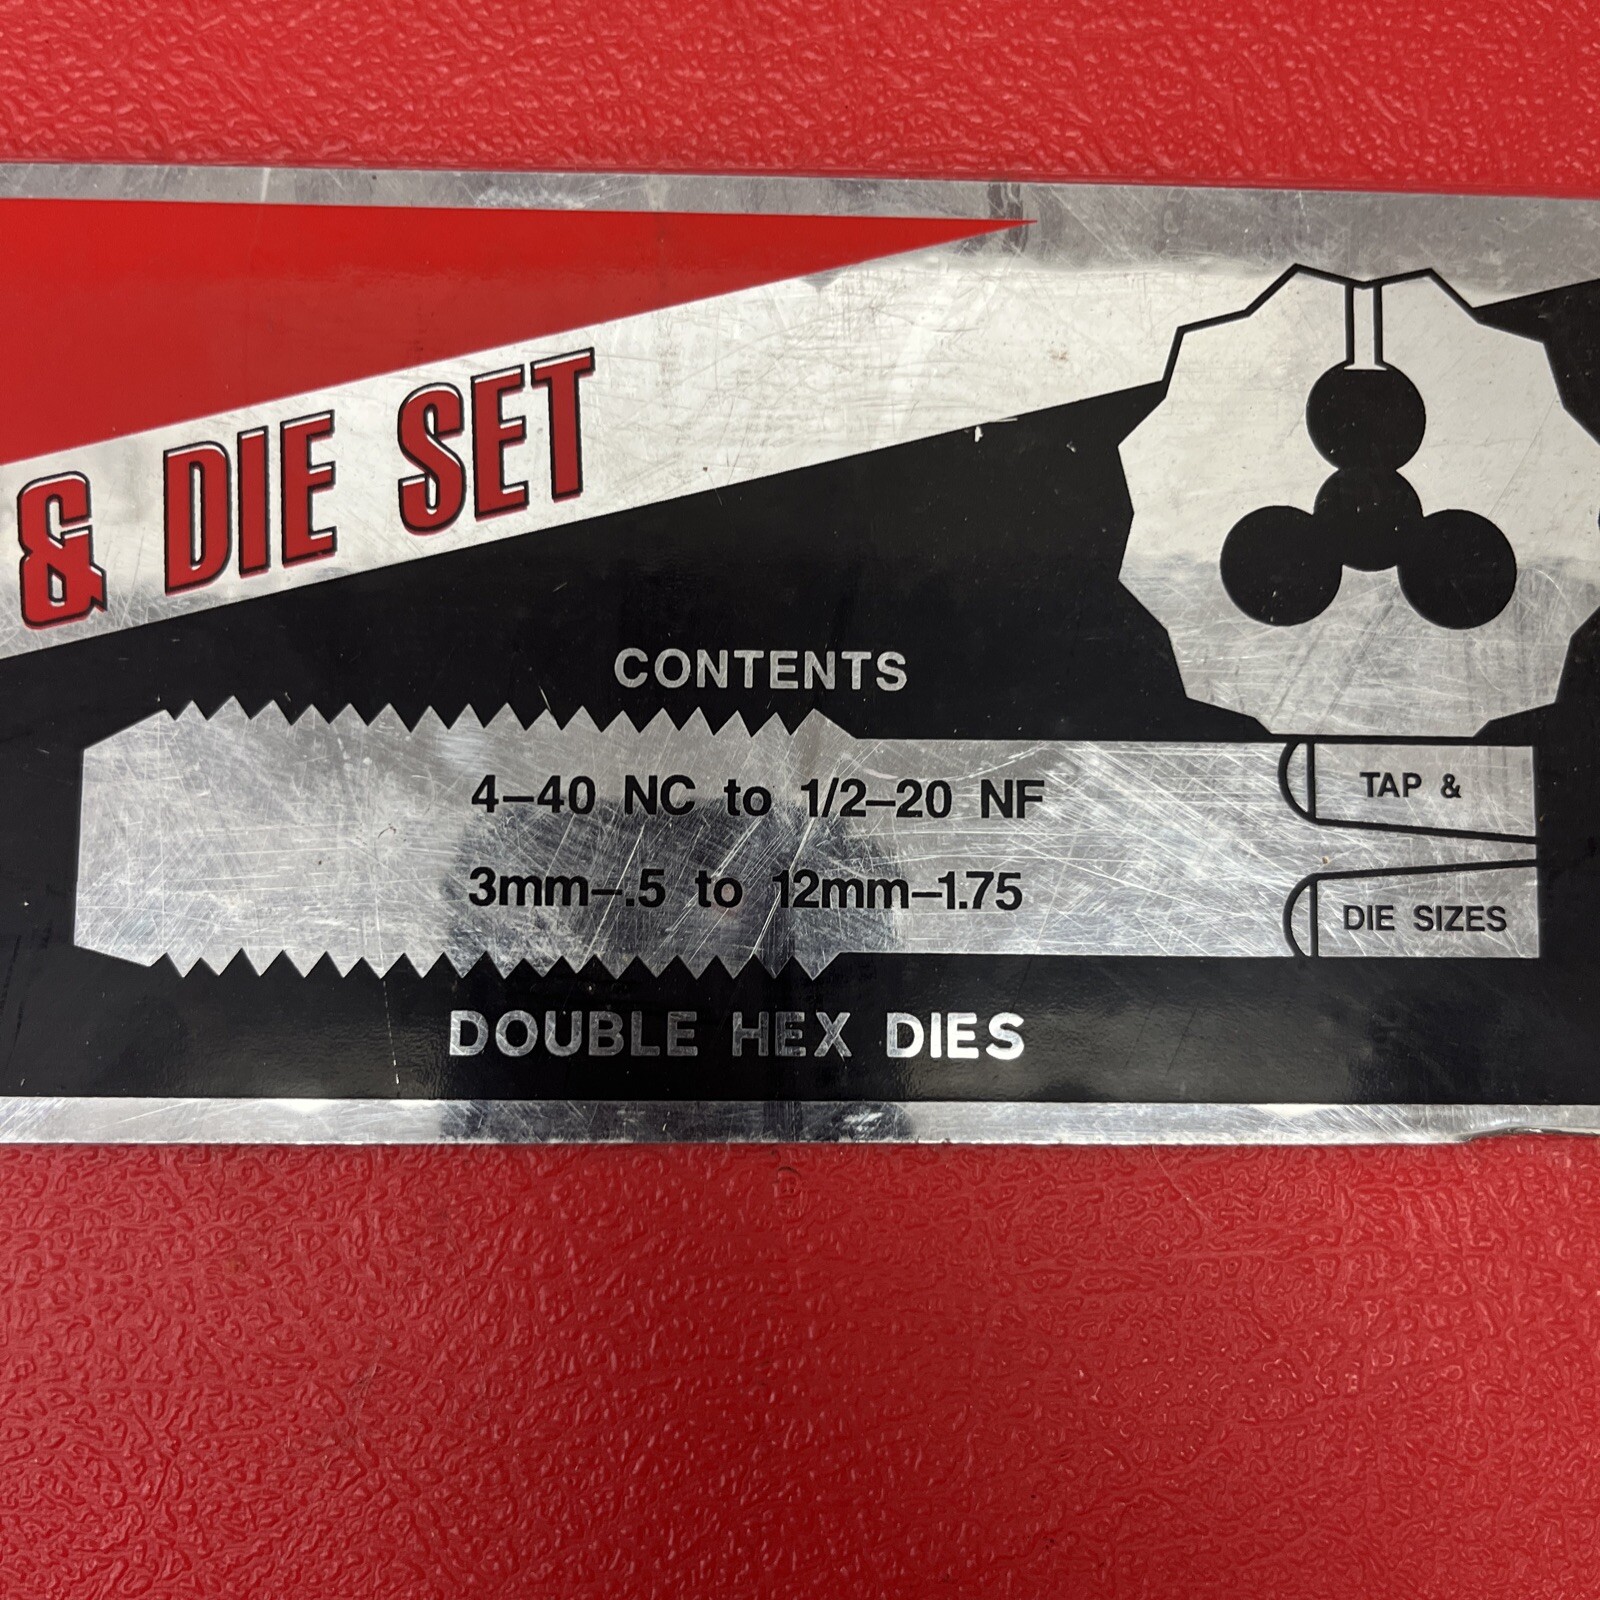 & DIE SET
CONTENTS
4–40 NC to 1/2–20 NF
3mm–.5 to 12mm–1.75
TAP &
DIE SIZES
DOUBLE HEX DIES